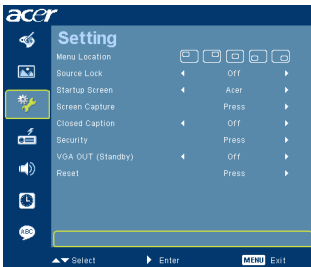 acer
Setting
Menu Location
Source Lock Off
Startup Screen Acer
Screen Capture Press
Closed Caption Off
Security Press
VGA OUT (Standby) Off
Reset Press
ABC
Select Enter MENU Exit